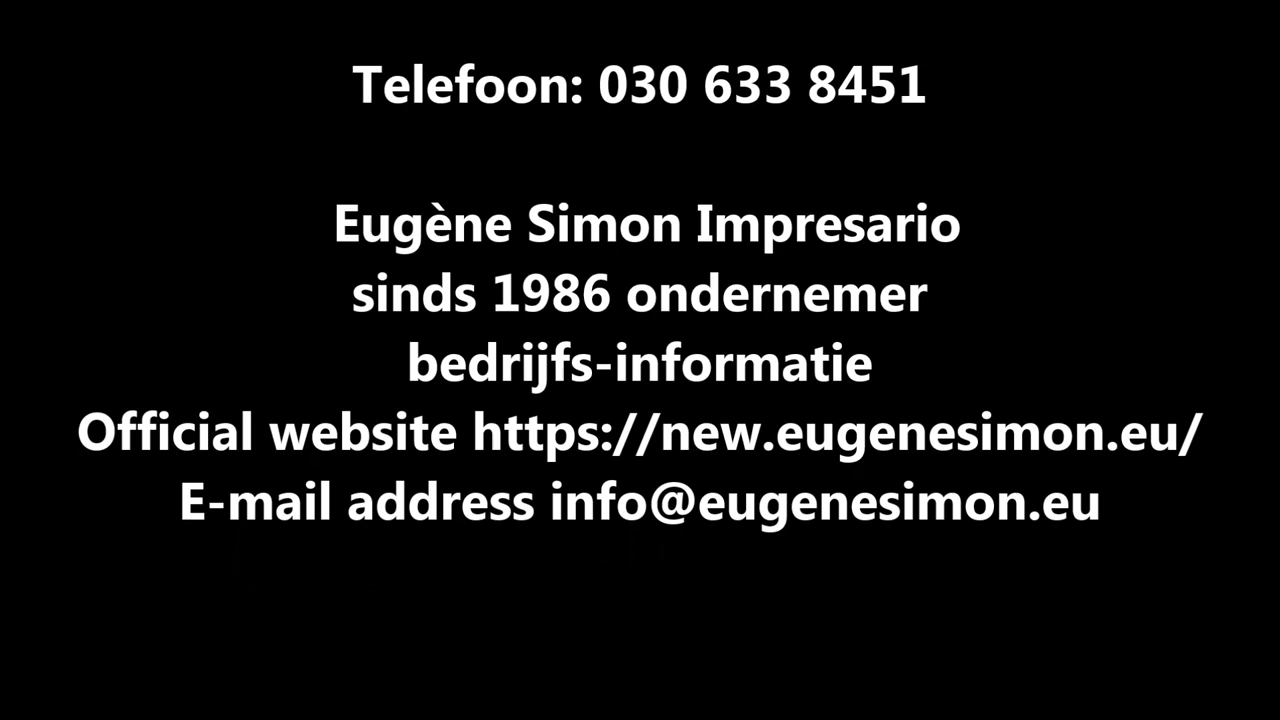 Telefoon: 030 633 8451
Eugène Simon Impresario
sinds 1986 ondernemer
bedrijfs-informatie
Official website https://new.eugenesimon.eu/
E-mail address info@eugenesimon.eu